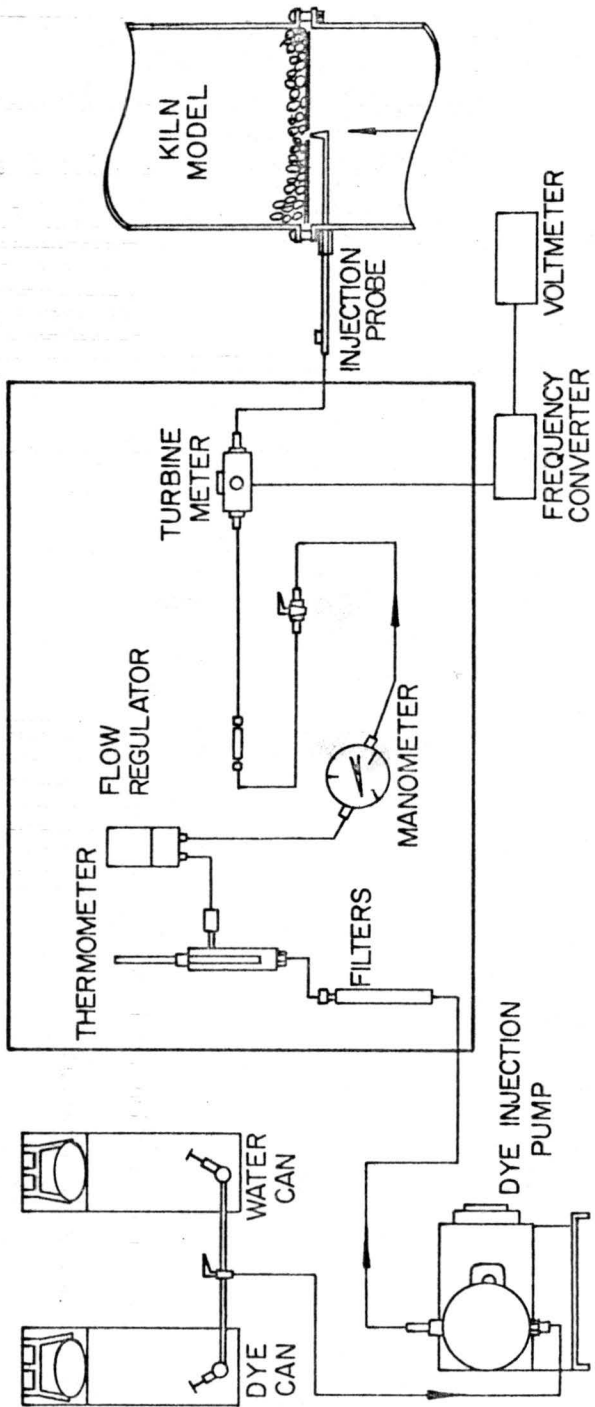 DYE
CAN
WATER
CAN
DYE INJECTION
PUMP
THERMOMETER
FILTERS
FLOW
REGULATOR
MANOMETER
TURBINE
METER
INJECTION
PROBE
KILN
MODEL
FREQUENCY
CONVERTER
VOLTMETER